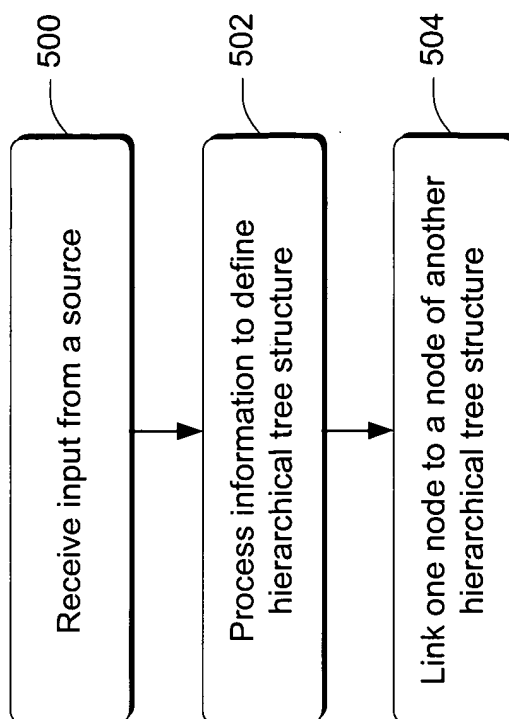 500
Receive input from a source
502
Process information to define
hierarchical tree structure
504
Link one node to a node of another
hierarchical tree structure